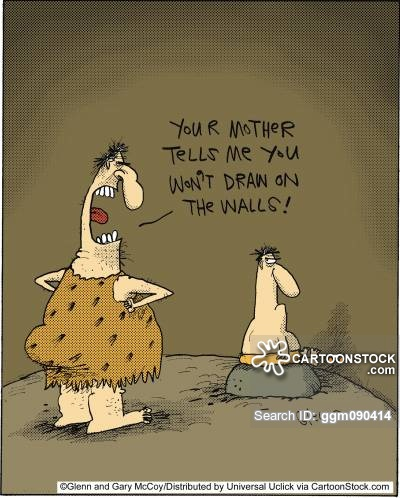 YOUR MOTHER
TELLS ME YOU
WON'T DRAW ON
THE WALLS!
CARTOONSTOCK
.com
Search ID: ggm090414
©Glenn and Gary McCoy/Distributed by Universal Uclick via CartoonStock.com